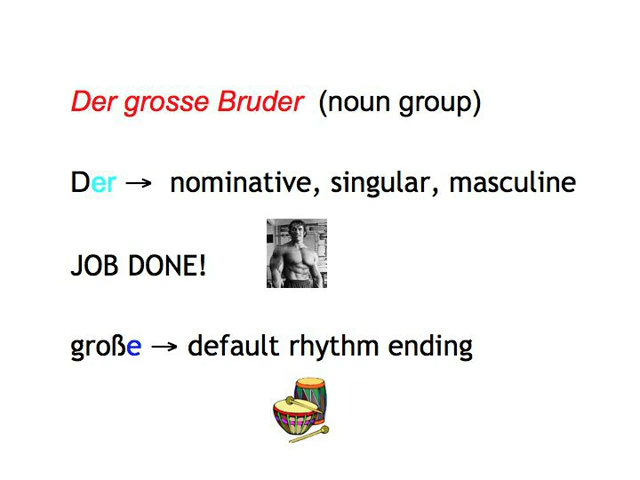 Der grosse Bruder (noun group)
Der → nominative, singular, masculine
JOB DONE!
große → default rhythm ending